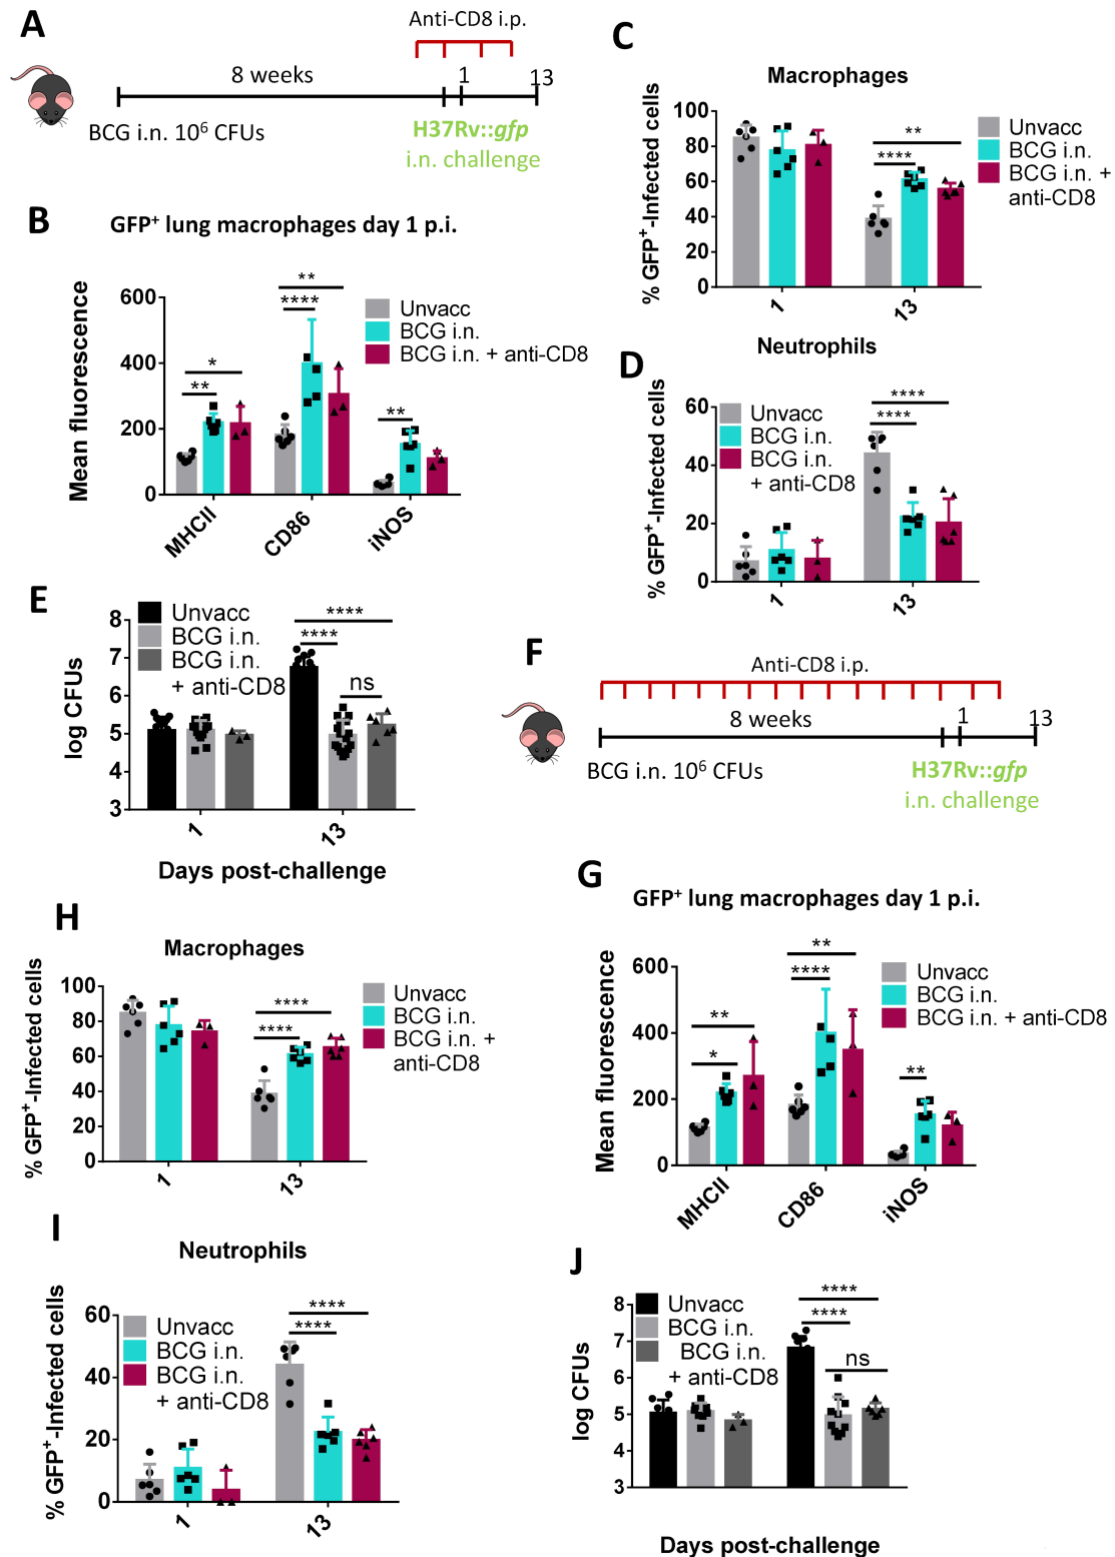 A
Anti-CD8 i.p.
8 weeks
1
13
BCG i.n. 10⁶ CFUs
H37Rv::gfp
i.n. challenge
B
GFP⁺ lung macrophages day 1 p.i.
Mean fluorescence
600
400
200
0
**
****
*
**
**
Unvacc
BCG i.n.
BCG i.n. + anti-CD8
MHCII
CD86
iNOS
C
Macrophages
% GFP⁺-Infected cells
100
80
60
40
20
0
**
****
Unvacc
BCG i.n.
BCG i.n. +
anti-CD8
1
13
D
Neutrophils
% GFP⁺-Infected cells
60
40
20
0
****
****
Unvacc
BCG i.n.
BCG i.n.
+ anti-CD8
1
13
E
log CFUs
8
7
6
5
4
3
Unvacc
BCG i.n.
BCG i.n.
+ anti-CD8
****
****
ns
1
13
Days post-challenge
F
Anti-CD8 i.p.
8 weeks
1
13
BCG i.n. 10⁶ CFUs
H37Rv::gfp
i.n. challenge
G
GFP⁺ lung macrophages day 1 p.i.
Mean fluorescence
600
400
200
0
**
****
**
*
**
Unvacc
BCG i.n.
BCG i.n. + anti-CD8
MHCII
CD86
iNOS
H
Macrophages
% GFP⁺-Infected cells
100
80
60
40
20
0
****
****
Unvacc
BCG i.n.
BCG i.n. +
anti-CD8
1
13
I
Neutrophils
% GFP⁺-Infected cells
60
40
20
0
****
****
Unvacc
BCG i.n.
BCG i.n.
+ anti-CD8
1
13
J
log CFUs
8
7
6
5
4
3
Unvacc
BCG i.n.
BCG i.n.
+ anti-CD8
****
****
ns
1
13
Days post-challenge